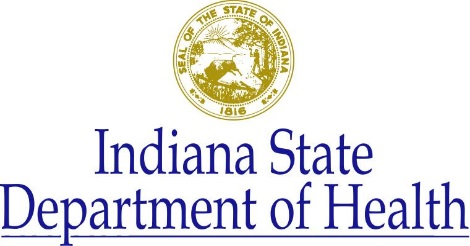 SEAL OF THE STATE OF INDIANA
1816
Indiana State
Department of Health